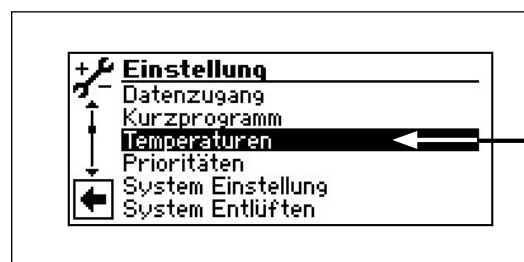 Einstellung
Datenzugang
Kurzprogramm
Temperaturen
Prioritäten
System Einstellung
System Entlüften